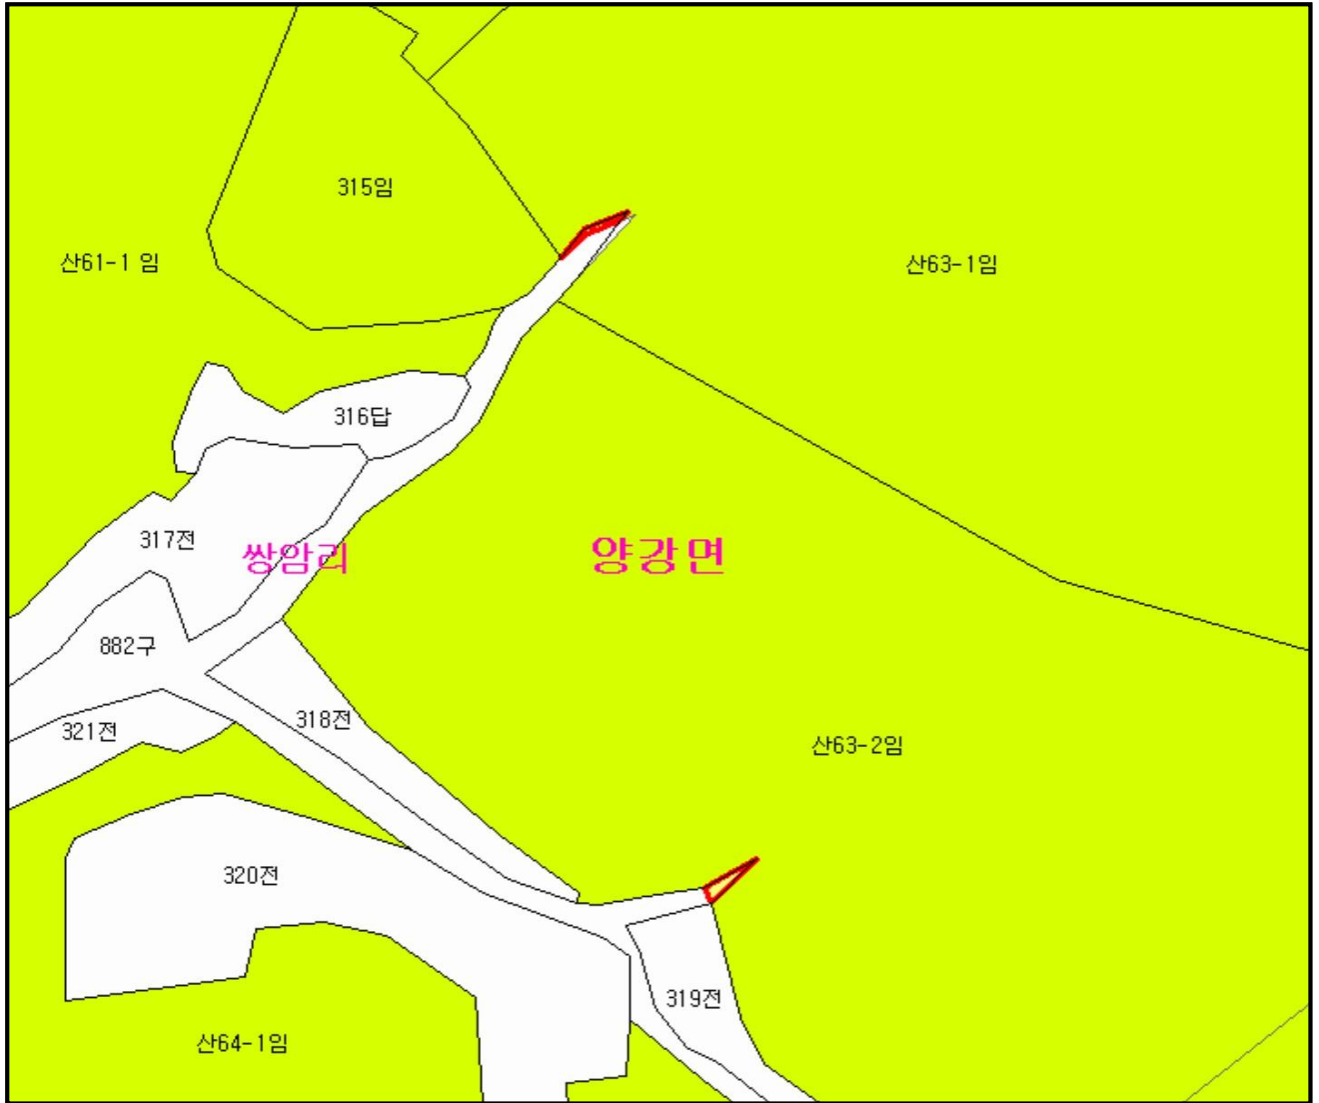 315임
산61-1 임
산63-1임
316답
317전
쌍암리
양강면
882구
318전
321전
산63-2임
320전
319전
산64-1임